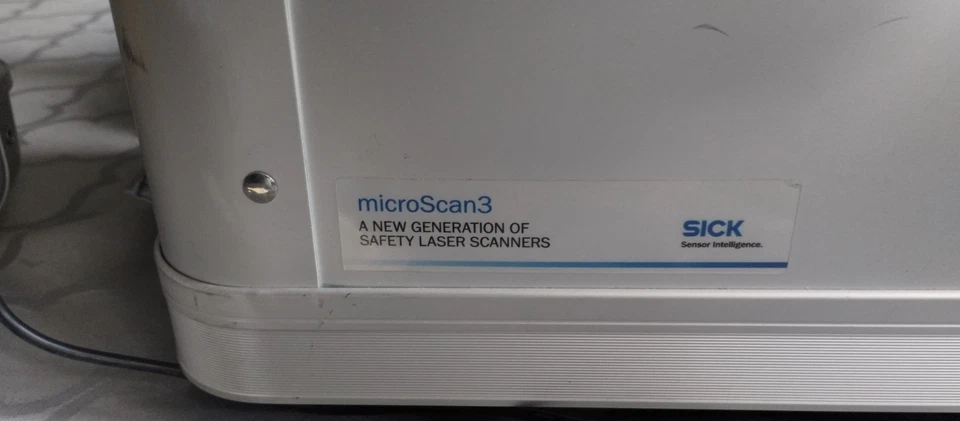 microScan3
A NEW GENERATION OF
SAFETY LASER SCANNERS
SICK
Sensor Intelligence.